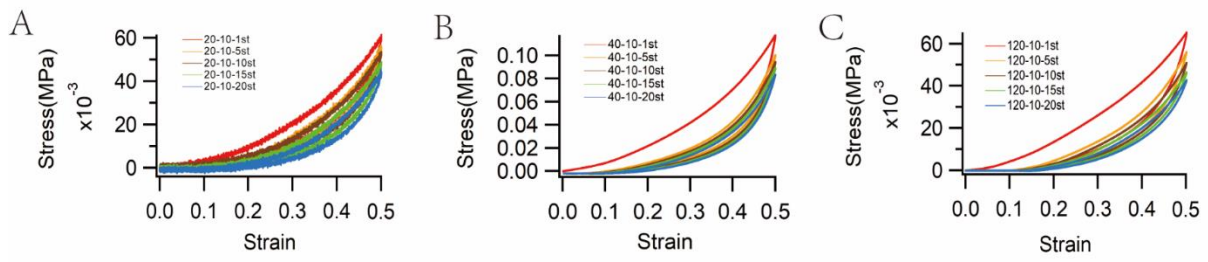 A
Stress(MPa)
x10⁻³
60
40
20
0
20-10-1st
20-10-5st
20-10-10st
20-10-15st
20-10-20st
0.0 0.1 0.2 0.3 0.4 0.5
Strain
B
Stress(MPa)
0.10
0.08
0.06
0.04
0.02
0.00
40-10-1st
40-10-5st
40-10-10st
40-10-15st
40-10-20st
0.0 0.1 0.2 0.3 0.4 0.5
Strain
C
Stress(MPa)
x10⁻³
60
40
20
0
120-10-1st
120-10-5st
120-10-10st
120-10-15st
120-10-20st
0.0 0.1 0.2 0.3 0.4 0.5
Strain